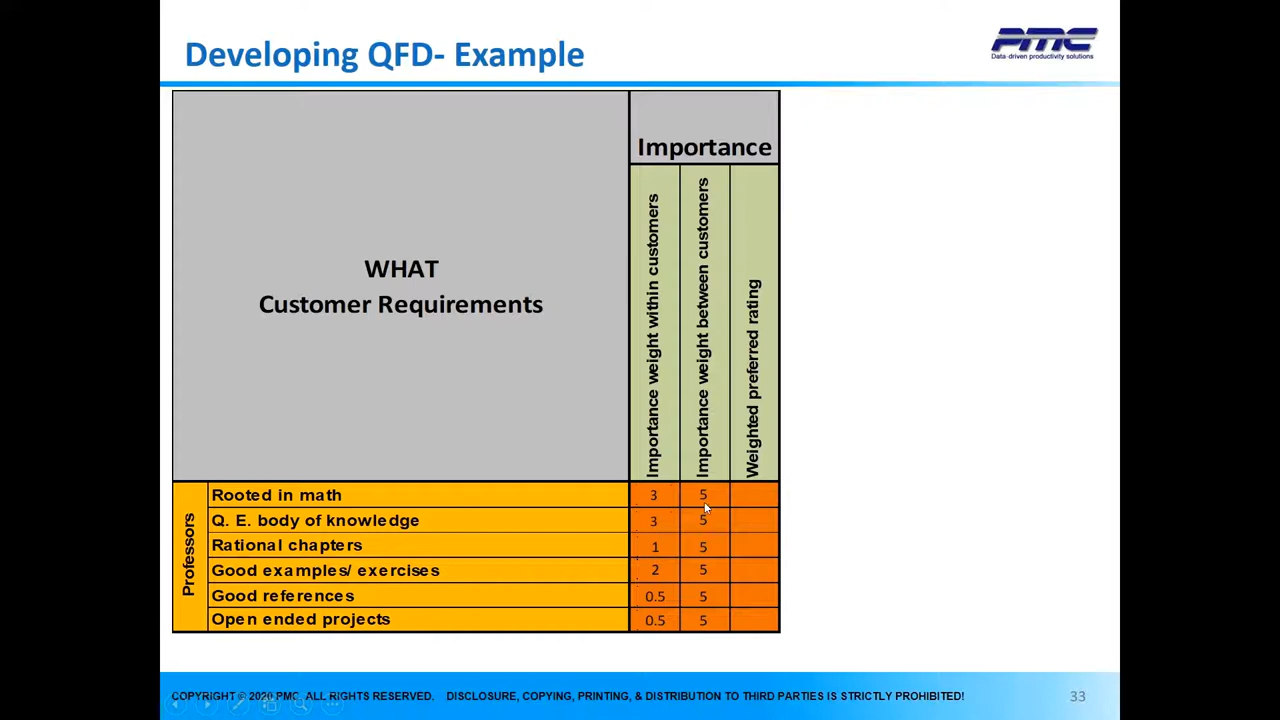 Developing QFD- Example
PMC
Data-driven productivity solutions
Importance
WHAT
Customer Requirements
Importance weight within customers
Importance weight between customers
Weighted preferred rating
Professors
Rooted in math 3 5
Q. E. body of knowledge 3 5
Rational chapters 1 5
Good examples/ exercises 2 5
Good references 0.5 5
Open ended projects 0.5 5
COPYRIGHT © 2020 PMC. ALL RIGHTS RESERVED. DISCLOSURE, COPYING, PRINTING, & DISTRIBUTION TO THIRD PARTIES IS STRICTLY PROHIBITED! 33